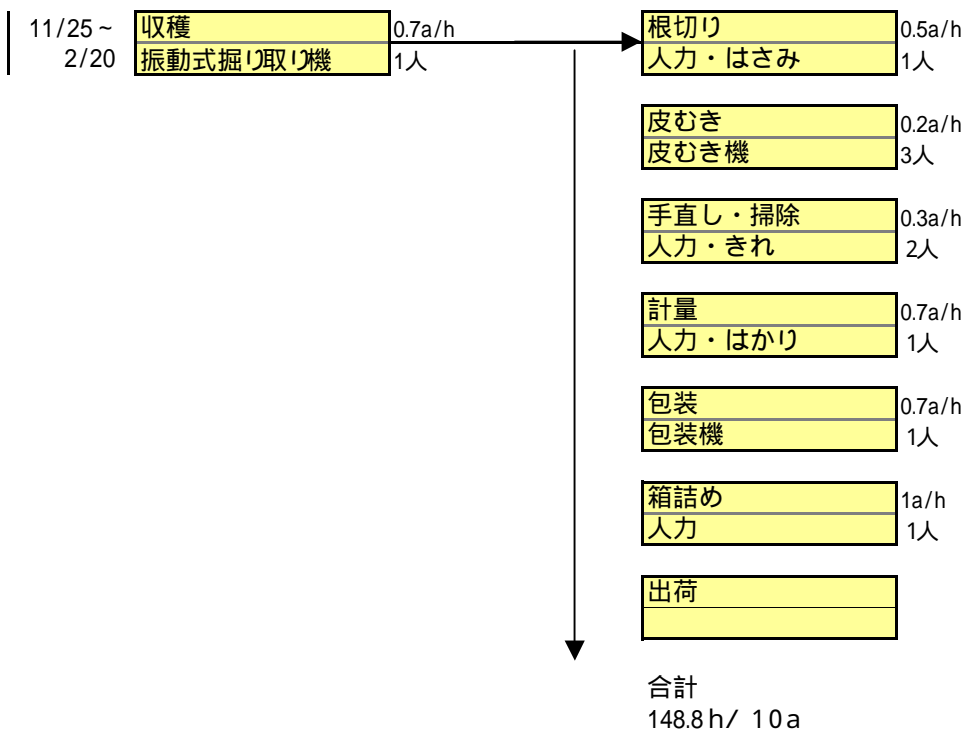 11/25～
2/20
収穫
0.7a/h
振動式掘り取り機
1人
根切り
0.5a/h
人力・はさみ
1人
皮むき
0.2a/h
皮むき機
3人
手直し・掃除
0.3a/h
人力・きれ
2人
計量
0.7a/h
人力・はかり
1人
包装
0.7a/h
包装機
1人
箱詰め
1a/h
人力
1人
出荷
合計
148.8h/ 10a